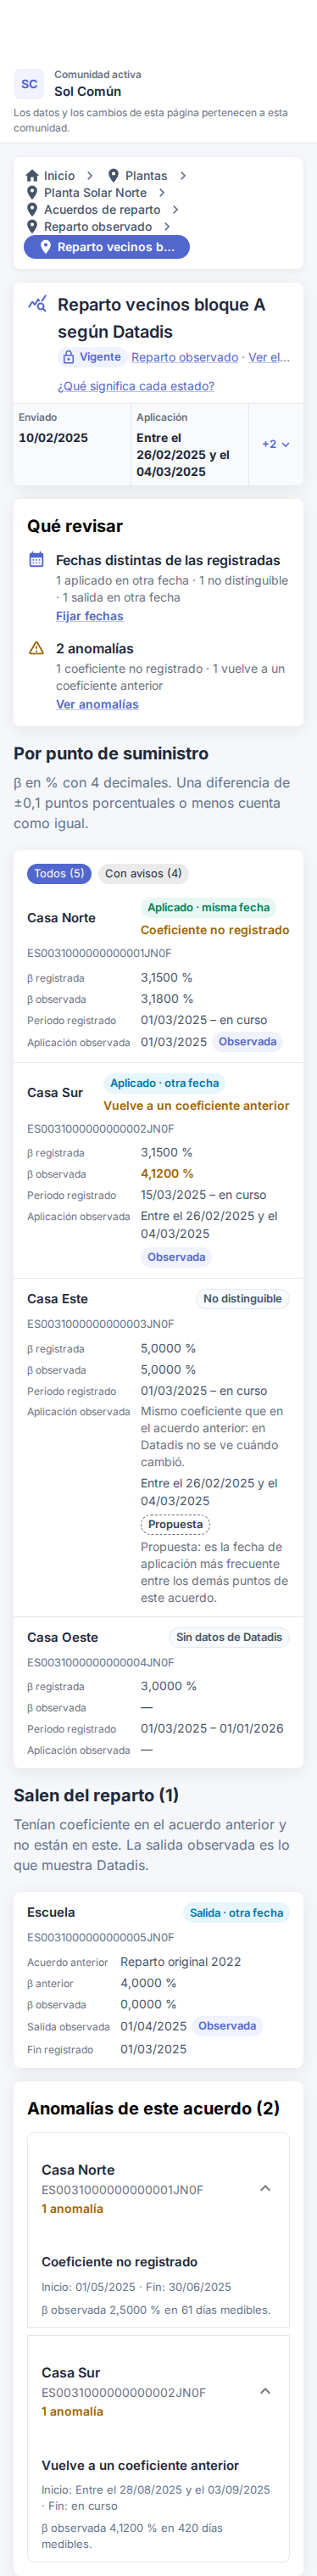 SC
Comunidad activa
Sol Común
Los datos y los cambios de esta página pertenecen a esta
comunidad.
Inicio
Plantas
Planta Solar Norte
Acuerdos de reparto
Reparto observado
Reparto vecinos b...
Reparto vecinos bloque A
según Datadis
Vigente Reparto observado · Ver el...
¿Qué significa cada estado?
Enviado
10/02/2025
Aplicación
Entre el
26/02/2025 y el
04/03/2025
+2
Qué revisar
Fechas distintas de las registradas
1 aplicado en otra fecha · 1 no distinguible
· 1 salida en otra fecha
Fijar fechas
2 anomalías
1 coeficiente no registrado · 1 vuelve a un
coeficiente anterior
Ver anomalías
Por punto de suministro
β en % con 4 decimales. Una diferencia de
±0,1 puntos porcentuales o menos cuenta
como igual.
Todos (5) Con avisos (4)
Casa Norte
Aplicado · misma fecha
Coeficiente no registrado
ES0031000000000001JN0F
β registrada 3,1500 %
β observada 3,1800 %
Periodo registrado 01/03/2025 – en curso
Aplicación observada 01/03/2025 Observada
Casa Sur
Aplicado · otra fecha
Vuelve a un coeficiente anterior
ES0031000000000002JN0F
β registrada 3,1500 %
β observada 4,1200 %
Periodo registrado 15/03/2025 – en curso
Aplicación observada Entre el 26/02/2025 y el
04/03/2025
Observada
Casa Este No distinguible
ES0031000000000003JN0F
β registrada 5,0000 %
β observada 5,0000 %
Periodo registrado 01/03/2025 – en curso
Aplicación observada Mismo coeficiente que en
el acuerdo anterior: en
Datadis no se ve cuándo
cambió.
Entre el 26/02/2025 y el
04/03/2025
Propuesta
Propuesta: es la fecha de
aplicación más frecuente
entre los demás puntos de
este acuerdo.
Casa Oeste Sin datos de Datadis
ES0031000000000004JN0F
β registrada 3,0000 %
β observada —
Periodo registrado 01/03/2025 – 01/01/2026
Aplicación observada —
Salen del reparto (1)
Tenían coeficiente en el acuerdo anterior y
no están en este. La salida observada es lo
que muestra Datadis.
Escuela Salida · otra fecha
ES0031000000000005JN0F
Acuerdo anterior Reparto original 2022
β anterior 4,0000 %
β observada 0,0000 %
Salida observada 01/04/2025 Observada
Fin registrado 01/03/2025
Anomalías de este acuerdo (2)
Casa Norte
ES0031000000000001JN0F
1 anomalía
Coeficiente no registrado
Inicio: 01/05/2025 · Fin: 30/06/2025
β observada 2,5000 % en 61 días medibles.
Casa Sur
ES0031000000000002JN0F
1 anomalía
Vuelve a un coeficiente anterior
Inicio: Entre el 28/08/2025 y el 03/09/2025
· Fin: en curso
β observada 4,1200 % en 420 días
medibles.